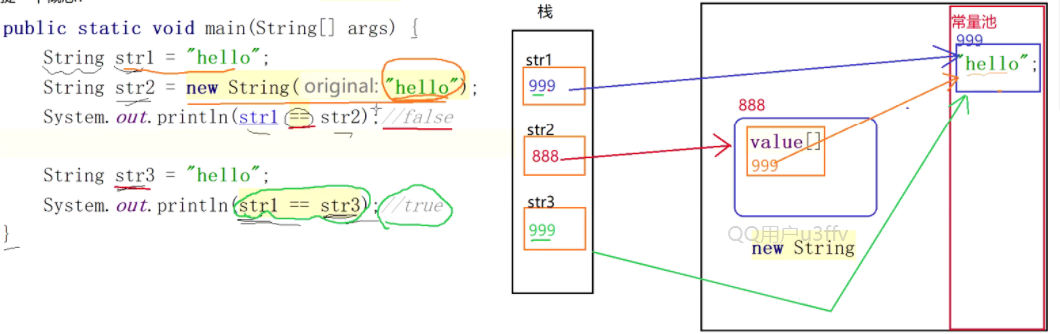 public static void main(String[] args) {
String str1 = "hello";
String str2 = new String( original: "hello");
System.out.println(str1 == str2);//false
String str3 = "hello";
System.out.println(str1 == str3);//true
}
栈
str1
999
str2
888
str3
999
888
value[]
999
QQ用户u3ffv
new String
常量池
999
"hello";